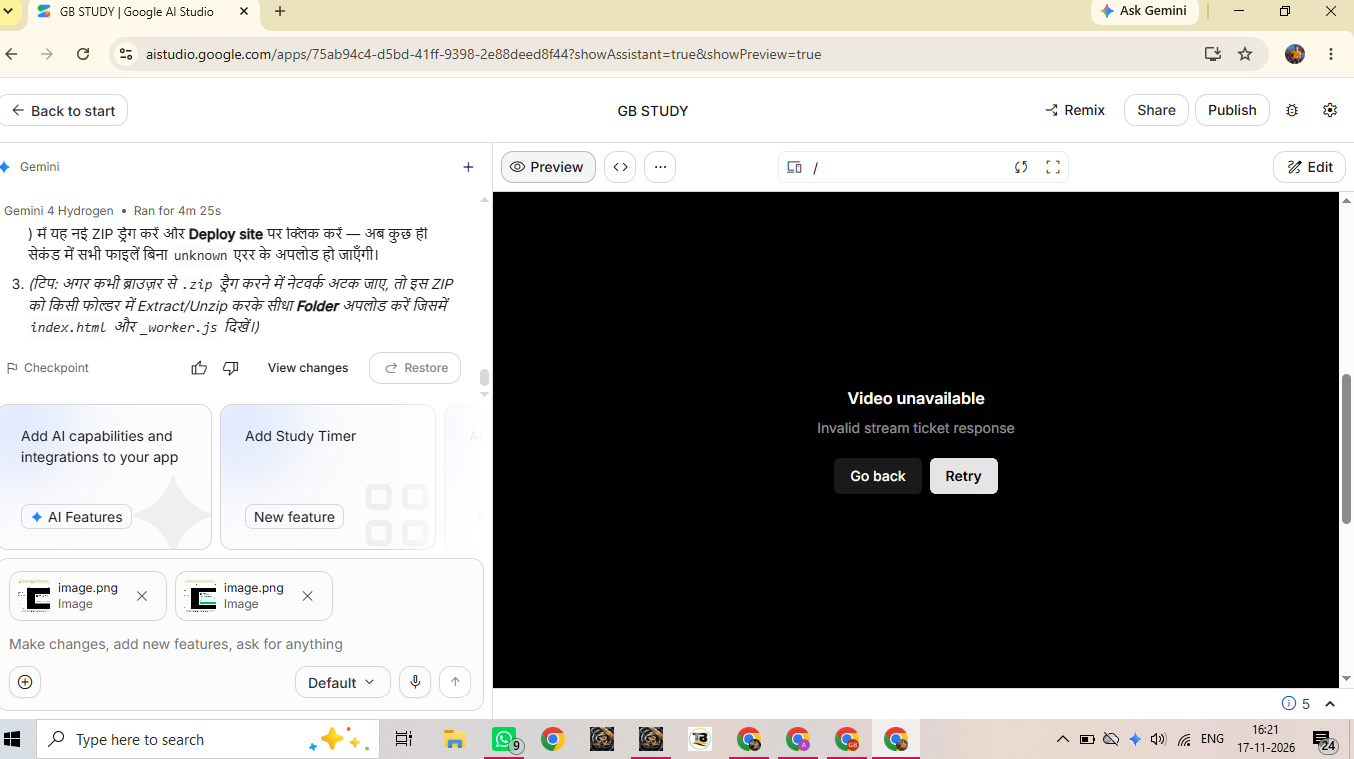 GB STUDY | Google AI Studio
Ask Gemini
aistudio.google.com/apps/75ab94c4-d5bd-41ff-9398-2e88deed8f44?showAssistant=true&showPreview=true
Back to start
GB STUDY
Remix
Share
Publish
Gemini
Preview
/
Edit
Gemini 4 Hydrogen • Ran for 4m 25s
) में यह नई ZIP ड्रैग करें और Deploy site पर क्लिक करें — अब कुछ ही
सेकंड में सभी फाइलें बिना unknown एरर के अपलोड हो जाएँगी।
3. (टिप: अगर कभी ब्राउज़र से .zip ड्रैग करने में नेटवर्क अटक जाए, तो इस ZIP
को किसी फोल्डर में Extract/Unzip करके सीधा Folder अपलोड करें जिसमें
index.html और _worker.js दिखें।)
Checkpoint
View changes
Restore
Add AI capabilities and
integrations to your app
AI Features
Add Study Timer
New feature
image.png
Image
image.png
Image
Make changes, add new features, ask for anything
Default
Video unavailable
Invalid stream ticket response
Go back
Retry
5
Type here to search
9
ENG
16:21
17-11-2026
24